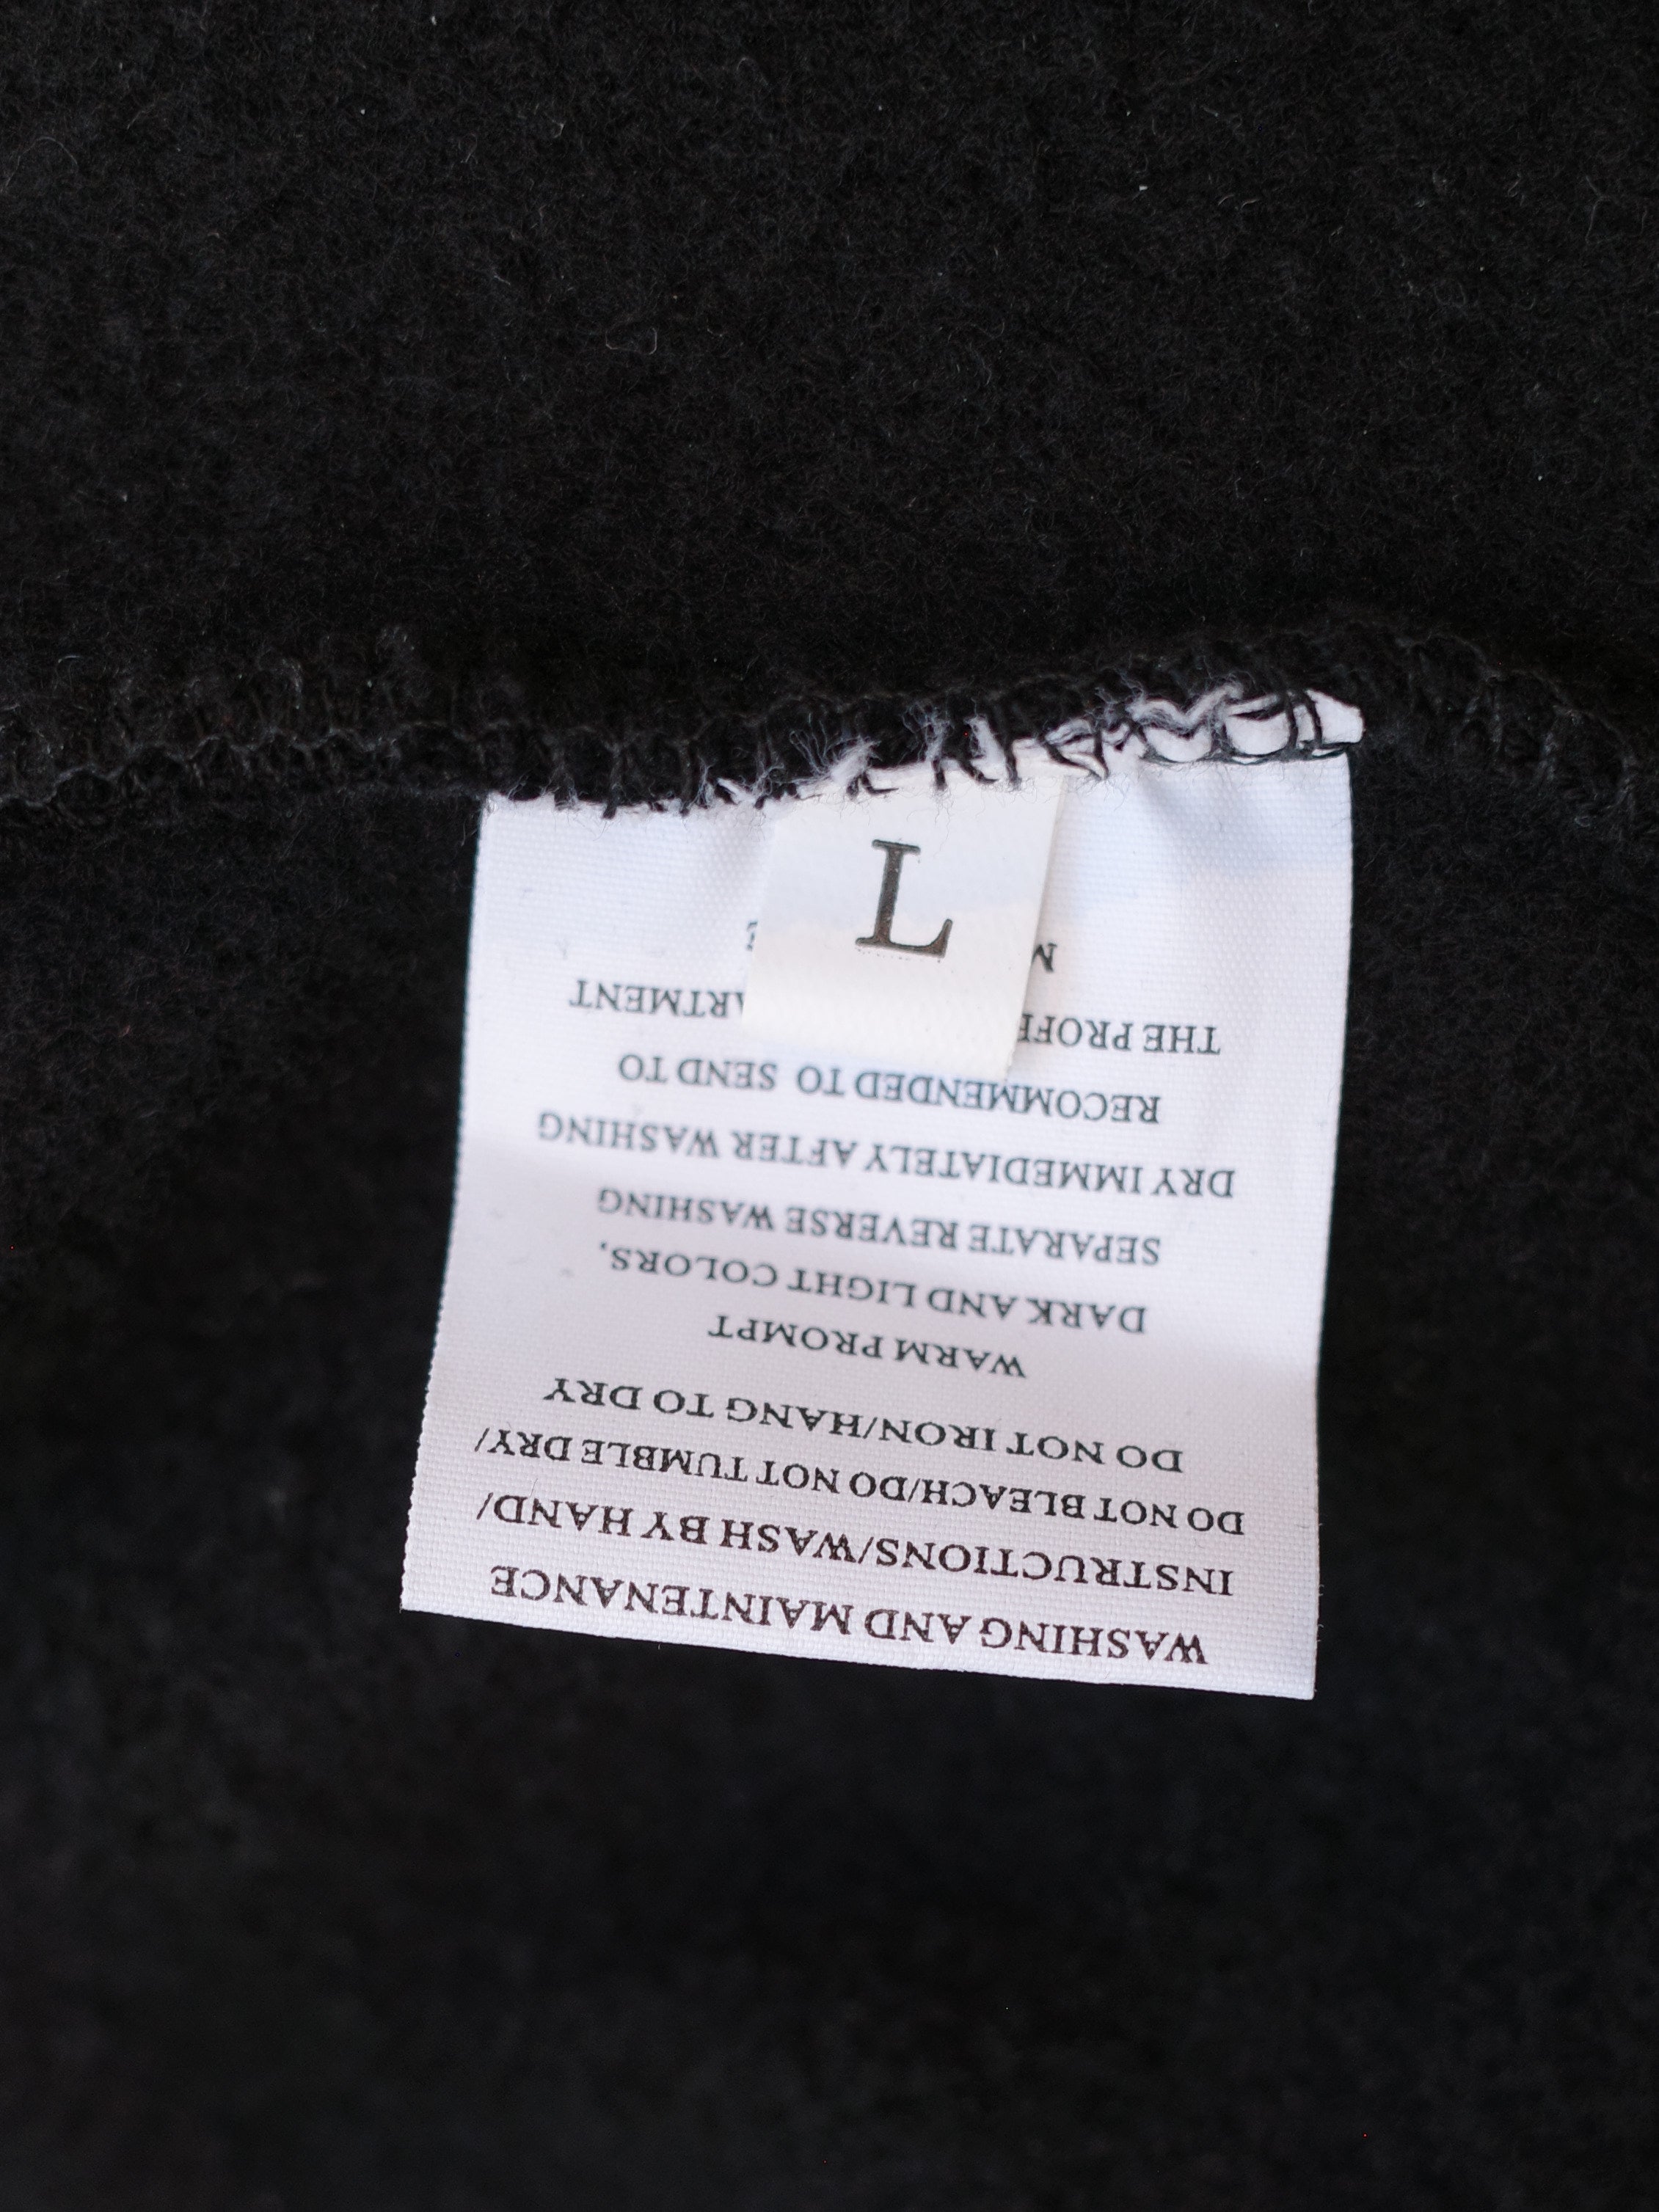 L
WASHING AND MAINTENANCE
INSTRUCTIONS/WASH BY HAND/
DO NOT BLEACH/DO NOT TUMBLE DRY/
DO NOT IRON/HANG TO DRY
WARM PROMPT
DARK AND LIGHT COLORS,
SEPARATE REVERSE WASHING
DRY IMMEDIATELY AFTER WASHING
RECOMMENDED TO SEND TO
THE